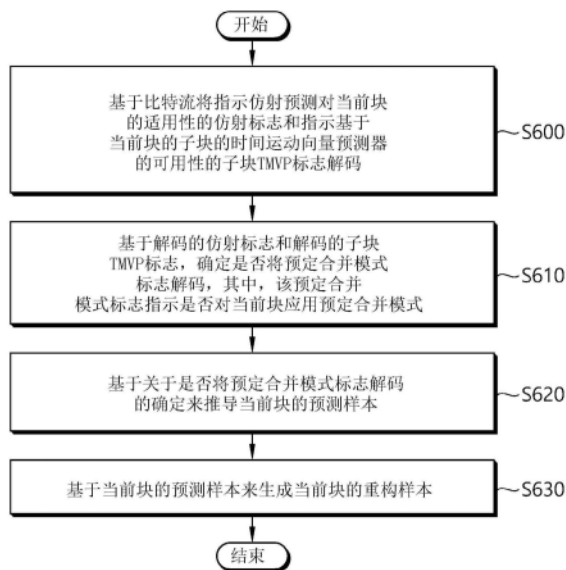 开始
基于比特流将指示仿射预测对当前块
的适用性的仿射标志和指示基于
当前块的子块的时间运动向量预测器
的可用性的子块TMVP标志解码
S600
基于解码的仿射标志和解码的子块
TMVP标志，确定是否将预定合并模式
标志解码，其中，该预定合并
模式标志指示是否对当前块应用预定合并模式
S610
基于关于是否将预定合并模式标志解码
的确定来推导当前块的预测样本
S620
基于当前块的预测样本来生成当前块的重构样本
S630
结束